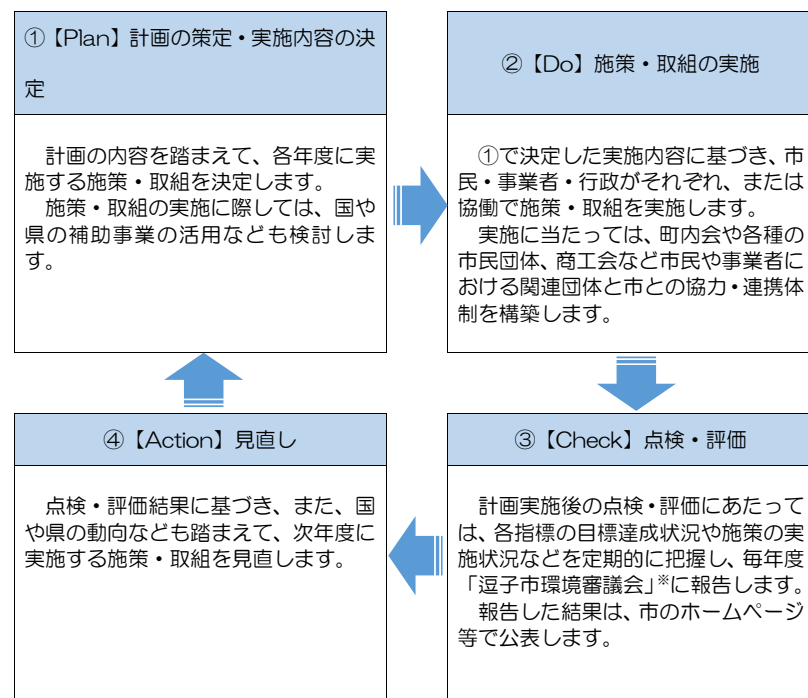 ①【Plan】計画の策定・実施内容の決
定
計画の内容を踏まえて、各年度に実
施する施策・取組を決定します。
施策・取組の実施に際しては、国や
県の補助事業の活用なども検討しま
す。
②【Do】施策・取組の実施
①で決定した実施内容に基づき、市
民・事業者・行政がそれぞれ、または
協働で施策・取組を実施します。
実施に当たっては、町内会や各種の
市民団体、商工会など市民や事業者に
おける関連団体と市との協力・連携体
制を構築します。
③【Check】点検・評価
計画実施後の点検・評価にあたって
は、各指標の目標達成状況や施策の実
施状況などを定期的に把握し、毎年度
「逗子市環境審議会」※に報告します。
報告した結果は、市のホームページ
等で公表します。
④【Action】見直し
点検・評価結果に基づき、また、国
や県の動向なども踏まえて、次年度に
実施する施策・取組を見直します。